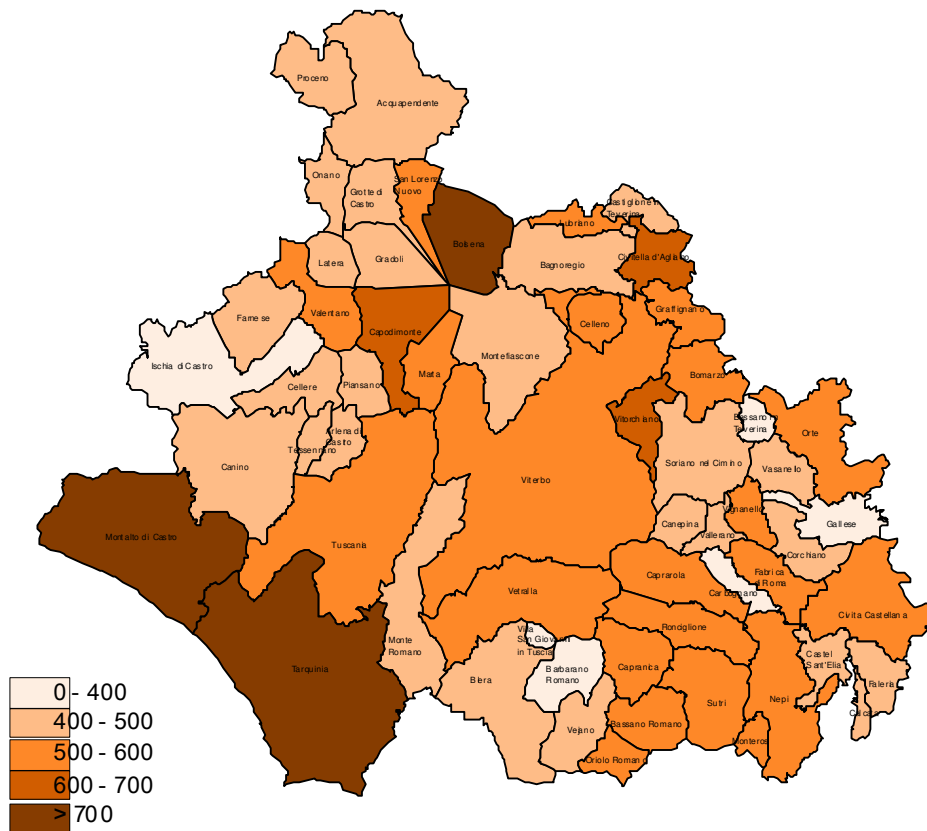 Proceno
Acquapendente
Onano
San Lorenzo
Nuovo
Grotte di
Castro
Castiglione in
Teverina
Lubriano
Bolsena
Civitella d'Agliano
Latera
Gradoli
Bagnoregio
Farnese
Valentano
Graffignano
Capodimonte
Celleno
Montefiascone
Ischia di Castro
Marta
Bomarzo
Cellere
Piansano
Bassano in
Teverina
Vitorchiano
Arlena di
Castro
Tessennano
Orte
Canino
Soriano nel Cimino
Vasanello
Viterbo
Vignanello
Gallese
Canepina
Valerano
Montalto di Castro
Tuscania
Corchiano
Caprarola
Fabrica
di Roma
Vetralla
Carbognano
Civita Castellana
Ronciglione
Villa
San Giovanni
in Tuscia
Monte
Romano
Castel
Sant'Elia
Tarquinia
Barbarano
Romano
Capranica
Blera
Faleria
Sutri
Nepi
Calcata
Vejano
Bassano Romano
Monterosi
Oriolo Romano
0 - 400
400 - 500
500 - 600
600 - 700
> 700